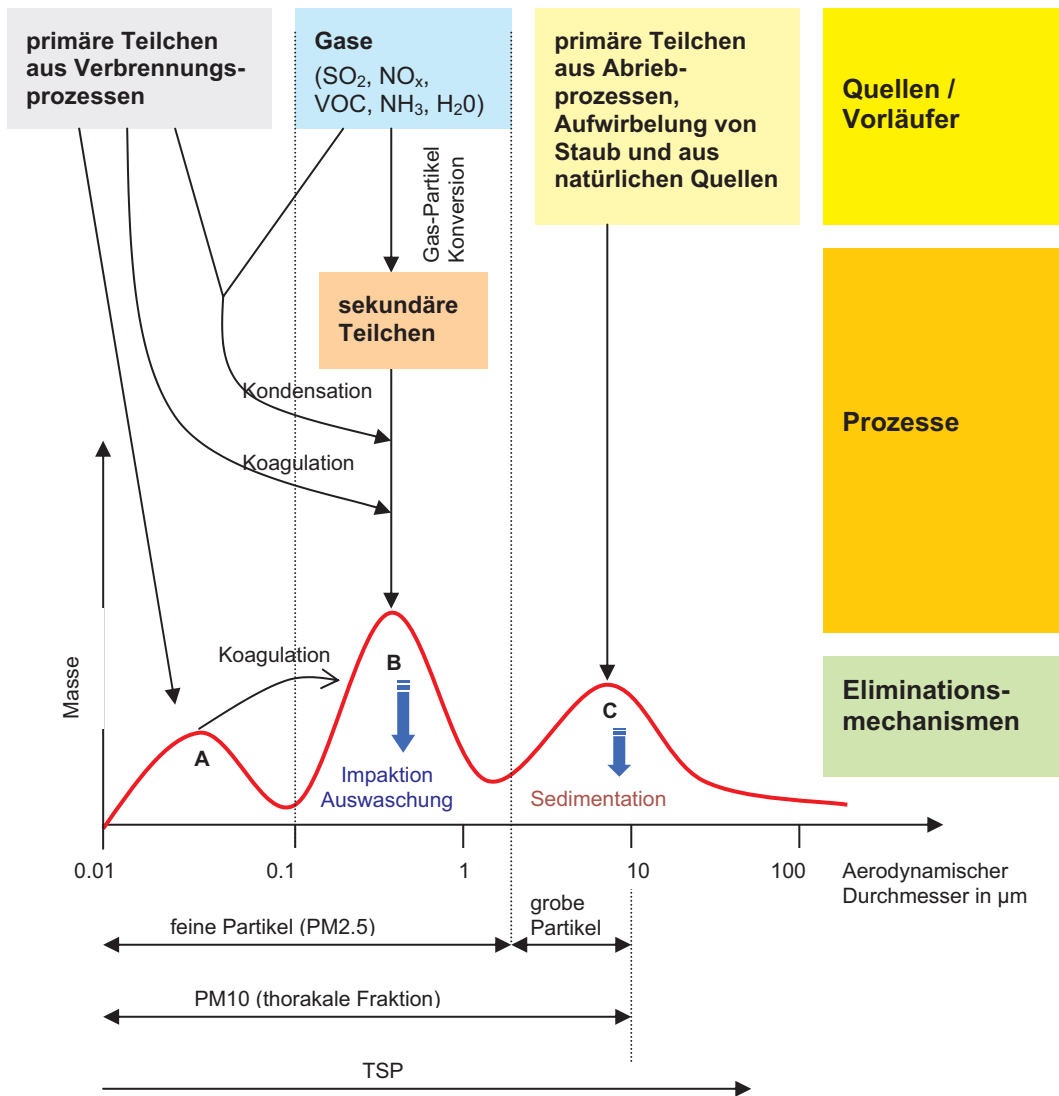 primäre Teilchen
aus Verbrennungs-
prozessen
Gase
(SO₂, NOₓ,
VOC, NH₃, H₂0)
primäre Teilchen
aus Abrieb-
prozessen,
Aufwirbelung von
Staub und aus
natürlichen Quellen
Quellen /
Vorläufer
Gas-Partikel
Konversion
sekundäre
Teilchen
Prozesse
Kondensation
Koagulation
Koagulation
Masse
A
B
C
Impaktion
Auswaschung
Sedimentation
Eliminations-
mechanismen
0.01
0.1
1
10
100
Aerodynamischer
Durchmesser in µm
feine Partikel (PM2.5)
grobe
Partikel
PM10 (thorakale Fraktion)
TSP